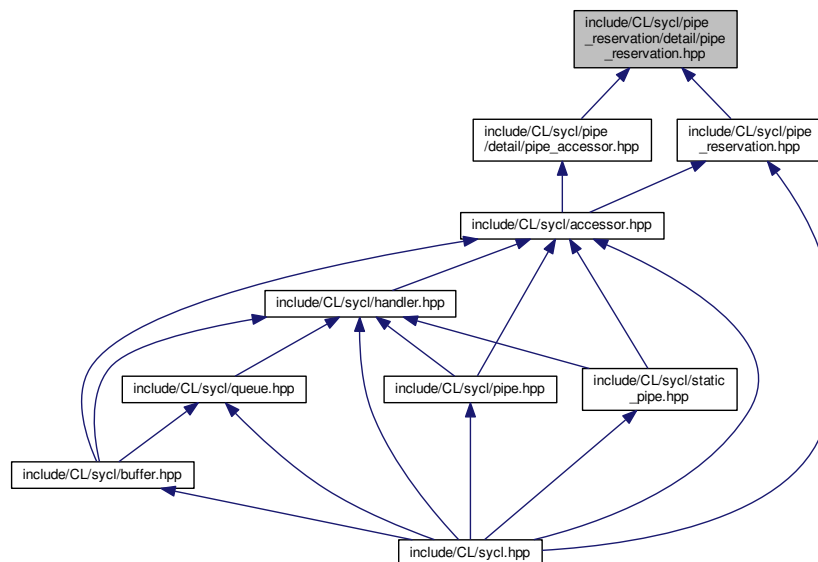 include/CL/sycl/pipe
_reservation/detail/pipe
_reservation.hpp
include/CL/sycl/pipe
/detail/pipe_accessor.hpp
include/CL/sycl/pipe
_reservation.hpp
include/CL/sycl/accessor.hpp
include/CL/sycl/handler.hpp
include/CL/sycl/queue.hpp
include/CL/sycl/pipe.hpp
include/CL/sycl/static
_pipe.hpp
include/CL/sycl/buffer.hpp
include/CL/sycl.hpp